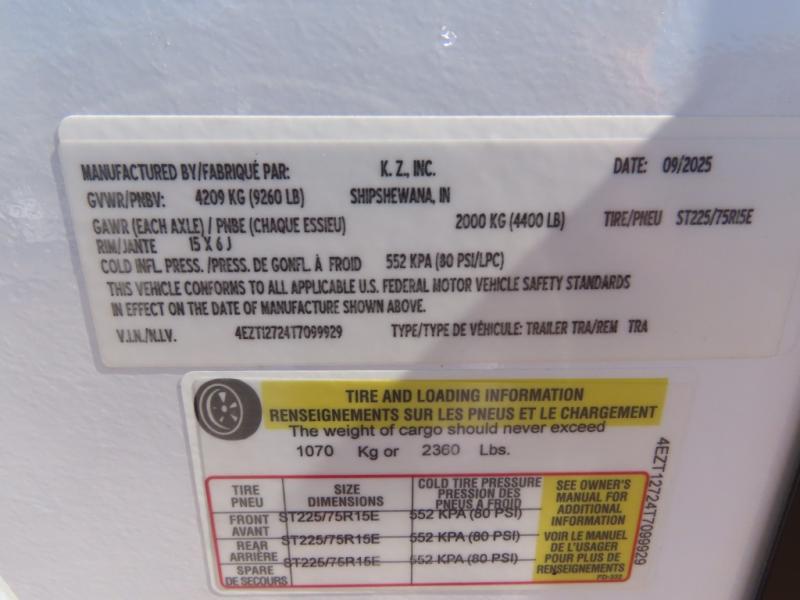 MANUFACTURED BY/FABRIQUÉ PAR: K. Z., INC. DATE: 09/2025
GVWR/PNBV: 4209 KG (9260 LB) SHIPSHEWANA, IN
GAWR (EACH AXLE) / PNBE (CHAQUE ESSIEU) 2000 KG (4400 LB) TIRE/PNEU ST225/75R15E
RIM/JANTE 15 X 6 J
COLD INFL. PRESS. /PRESS. DE GONFL. À FROID 552 KPA (80 PSI/LPC)
THIS VEHICLE CONFORMS TO ALL APPLICABLE U.S. FEDERAL MOTOR VEHICLE SAFETY STANDARDS
IN EFFECT ON THE DATE OF MANUFACTURE SHOWN ABOVE.
V.I.N./N.I.V. 4EZT12724T7099929 TYPE/TYPE DE VÉHICULE: TRAILER TRA/REM TRA
TIRE AND LOADING INFORMATION
RENSEIGNEMENTS SUR LES PNEUS ET LE CHARGEMENT
The weight of cargo should never exceed
1070 Kg or 2360 Lbs.
TIRE
PNEU
SIZE
DIMENSIONS
COLD TIRE PRESSURE
PRESSION DES
PNEUS A FROID
FRONT
AVANT
ST225/75R15E 552 KPA (80 PSI)
REAR
ARRIÈRE
ST225/75R15E 552 KPA (80 PSI)
SPARE
DE SECOURS
ST225/75R15E 552 KPA (80 PSI)
SEE OWNER'S
MANUAL FOR
ADDITIONAL
INFORMATION
VOIR LE MANUEL
DE L'USAGER
POUR PLUS DE
RENSEIGNEMENTS
PD-332
4EZT12724T7099929